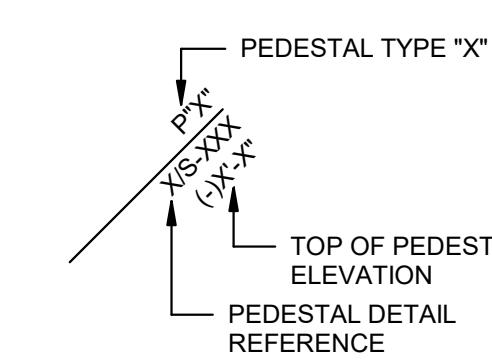 PEDESTAL TYPE "X"
P"X"
X/S-XXX
(-)X'-X"
TOP OF PEDEST
ELEVATION
PEDESTAL DETAIL
REFERENCE